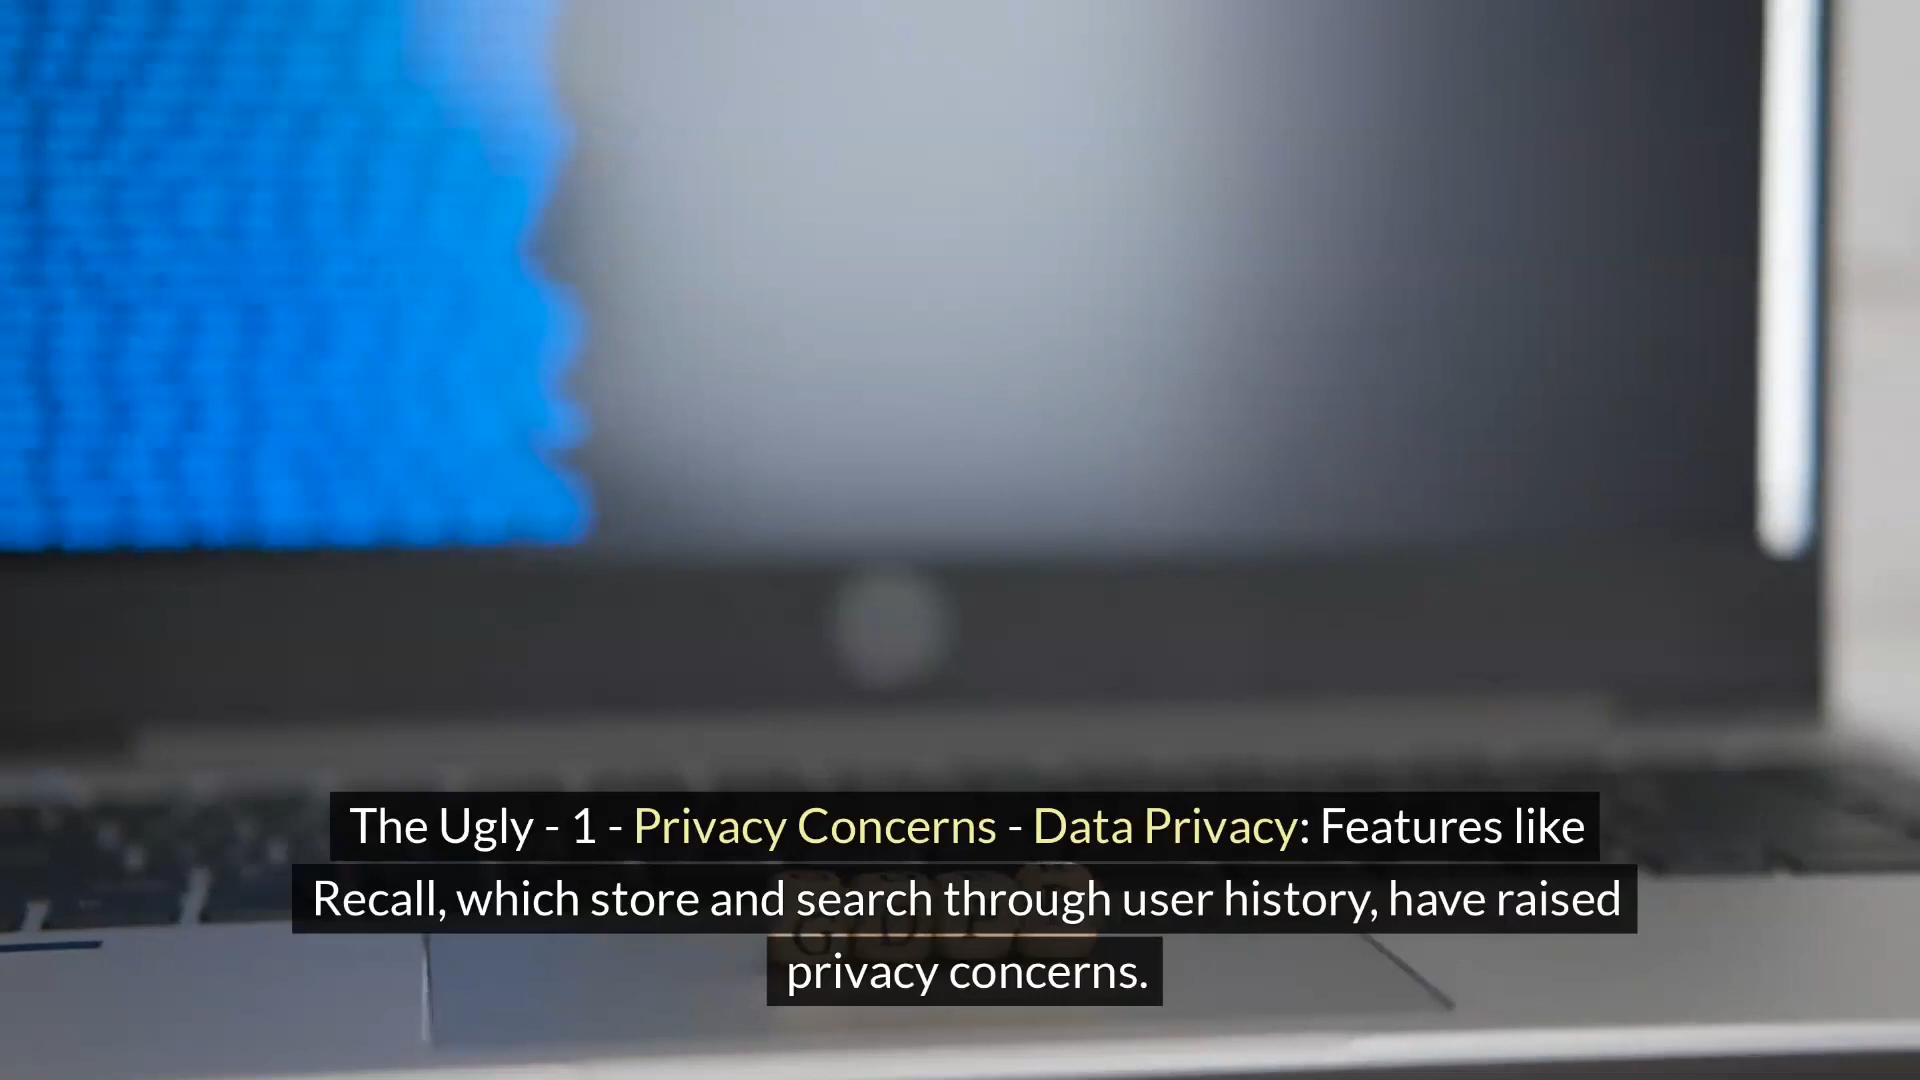 The Ugly - 1 - Privacy Concerns - Data Privacy: Features like
Recall, which store and search through user history, have raised
privacy concerns.